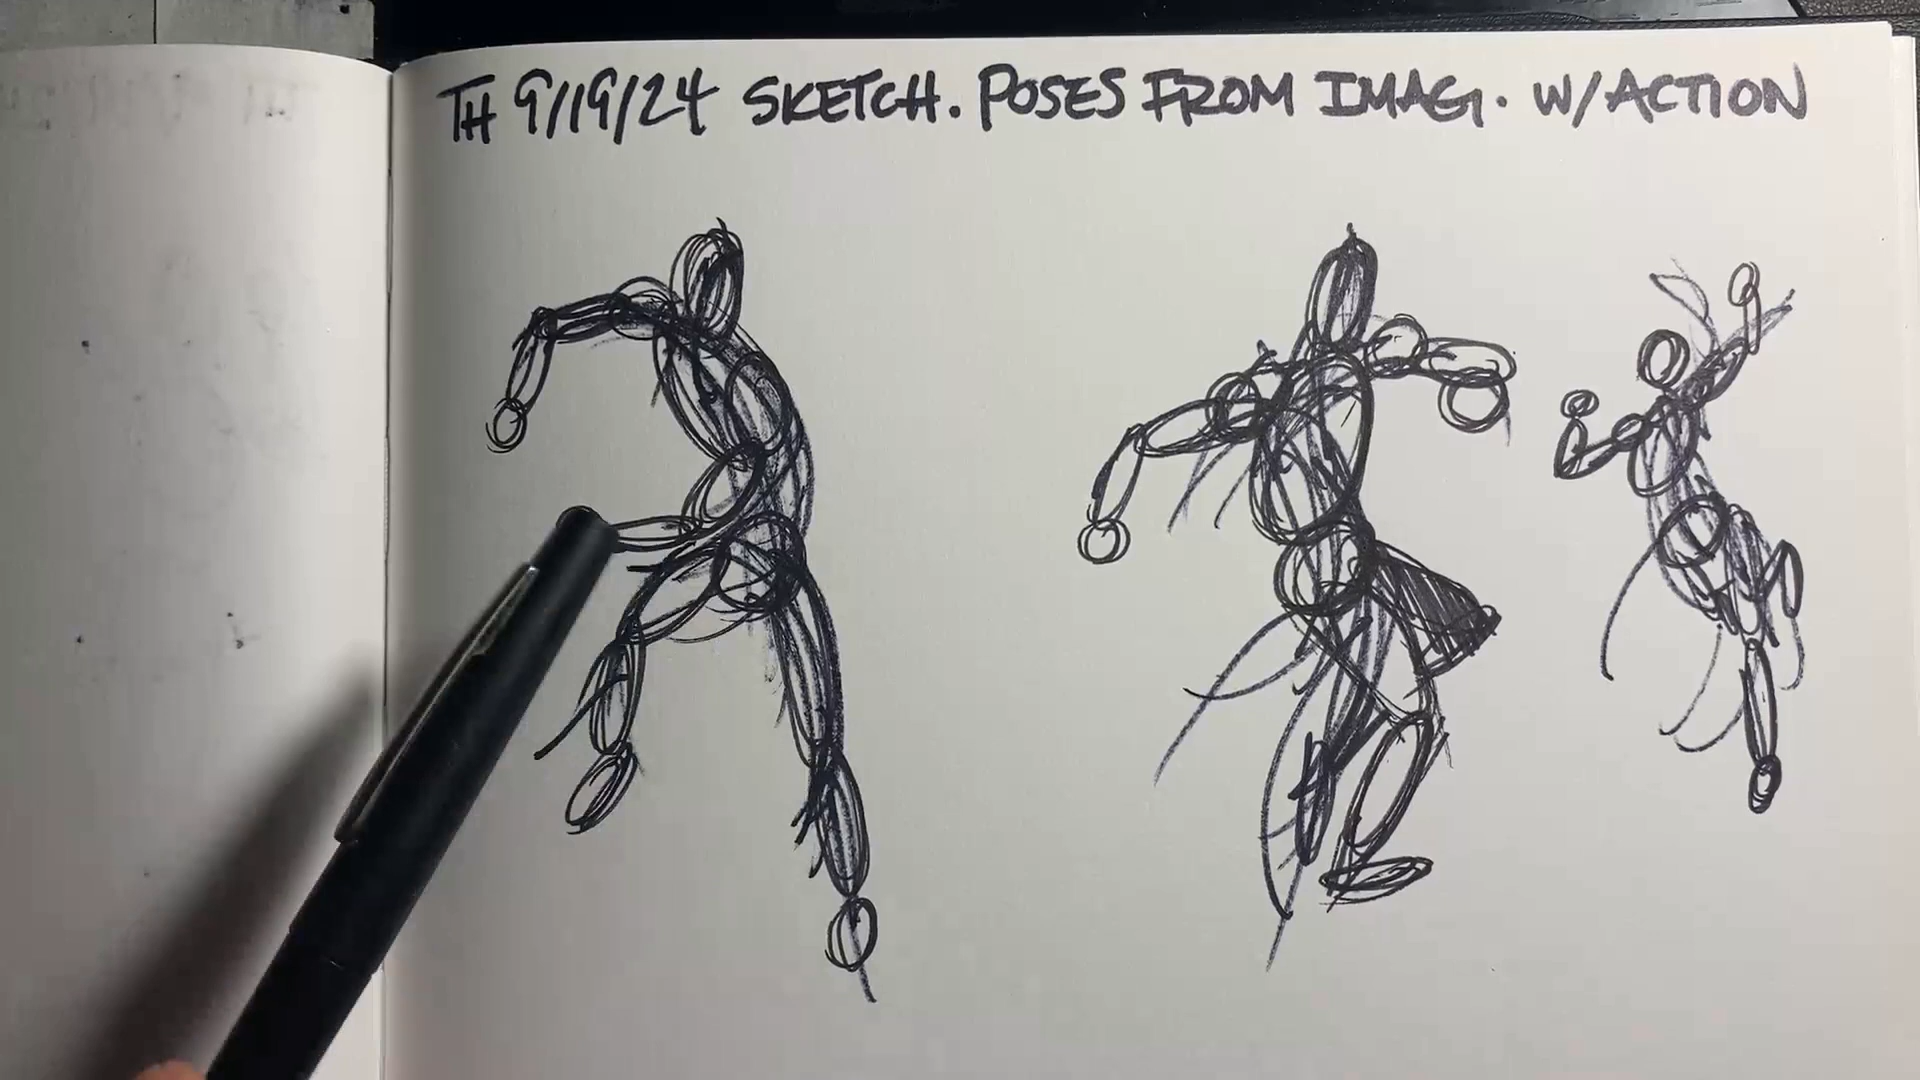 TH 9/19/24 SKETCH. POSES FROM IMAG. W/ACTION